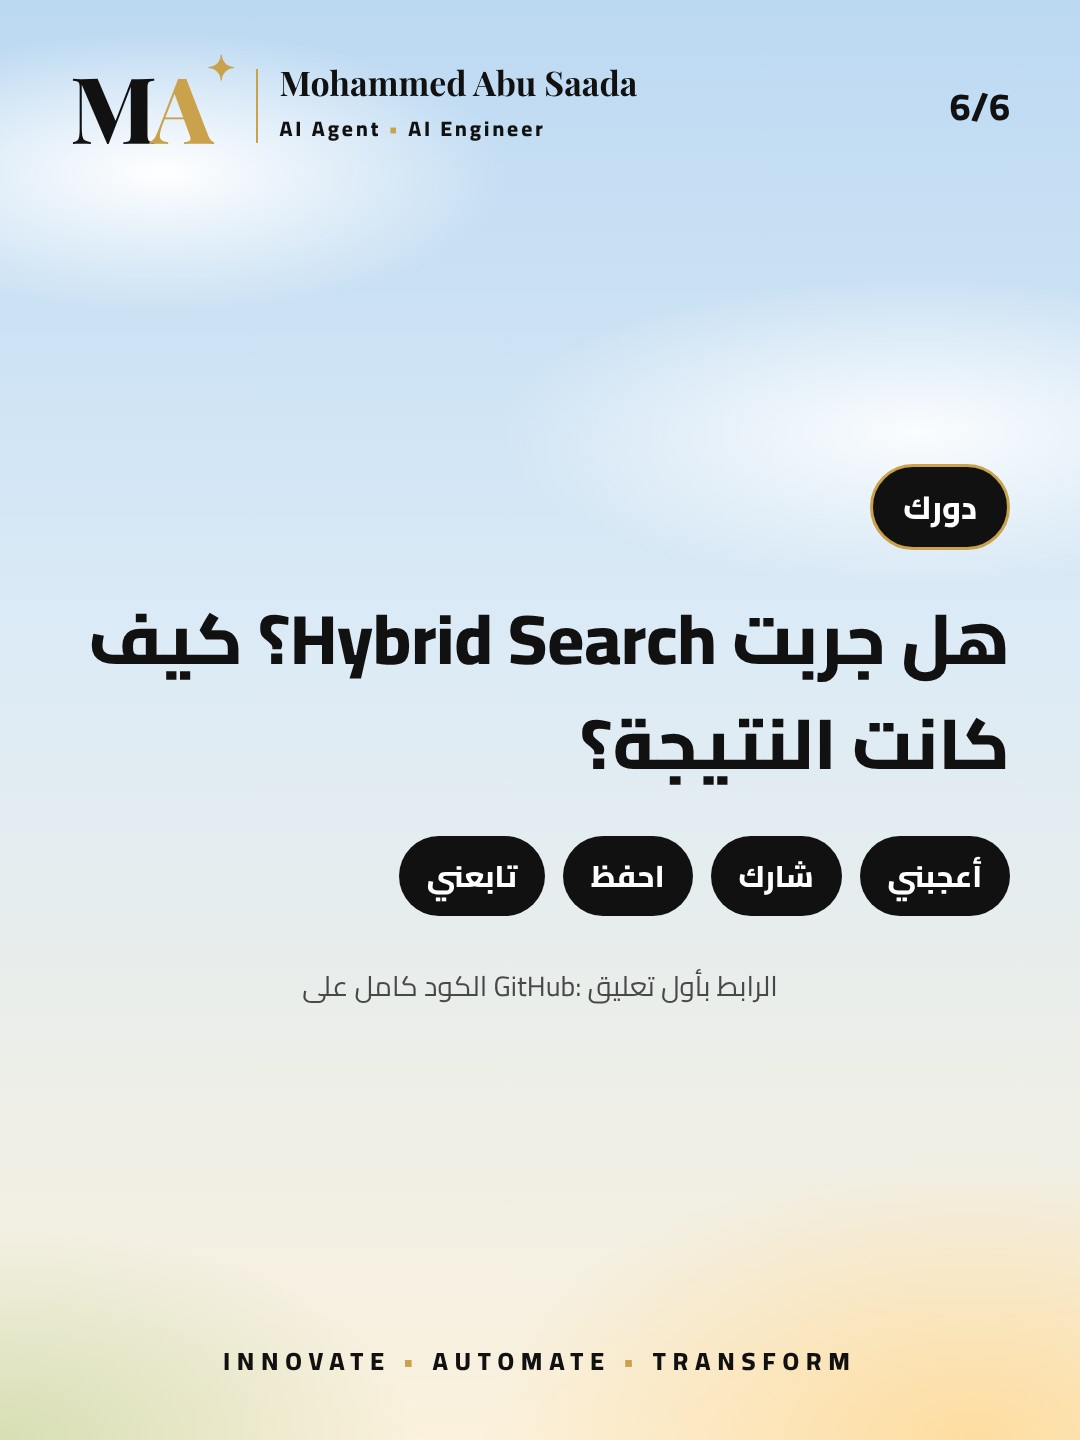 MA
Mohammed Abu Saada
AI Agent ▪ AI Engineer
6/6
دورك
هل جربت Hybrid Search؟ كيف
كانت النتيجة؟
أعجبني
شارك
احفظ
تابعني
الرابط بأول تعليق :GitHub الكود كامل على
INNOVATE ▪ AUTOMATE ▪ TRANSFORM